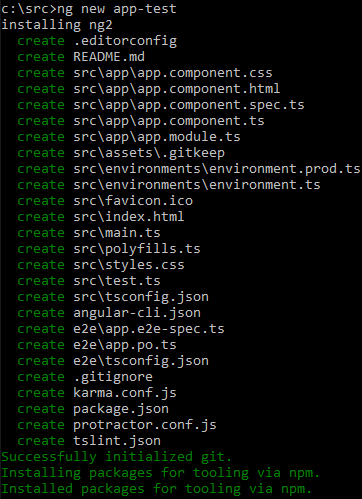 c:\src>ng new app-test
installing ng2
create .editorconfig
create README.md
create src\app\app.component.css
create src\app\app.component.html
create src\app\app.component.spec.ts
create src\app\app.component.ts
create src\app\app.module.ts
create src\assets\.gitkeep
create src\environments\environment.prod.ts
create src\environments\environment.ts
create src\favicon.ico
create src\index.html
create src\main.ts
create src\polyfills.ts
create src\styles.css
create src\test.ts
create src\tsconfig.json
create angular-cli.json
create e2e\app.e2e-spec.ts
create e2e\app.po.ts
create e2e\tsconfig.json
create .gitignore
create karma.conf.js
create package.json
create protractor.conf.js
create tslint.json
Successfully initialized git.
Installing packages for tooling via npm.
Installed packages for tooling via npm.